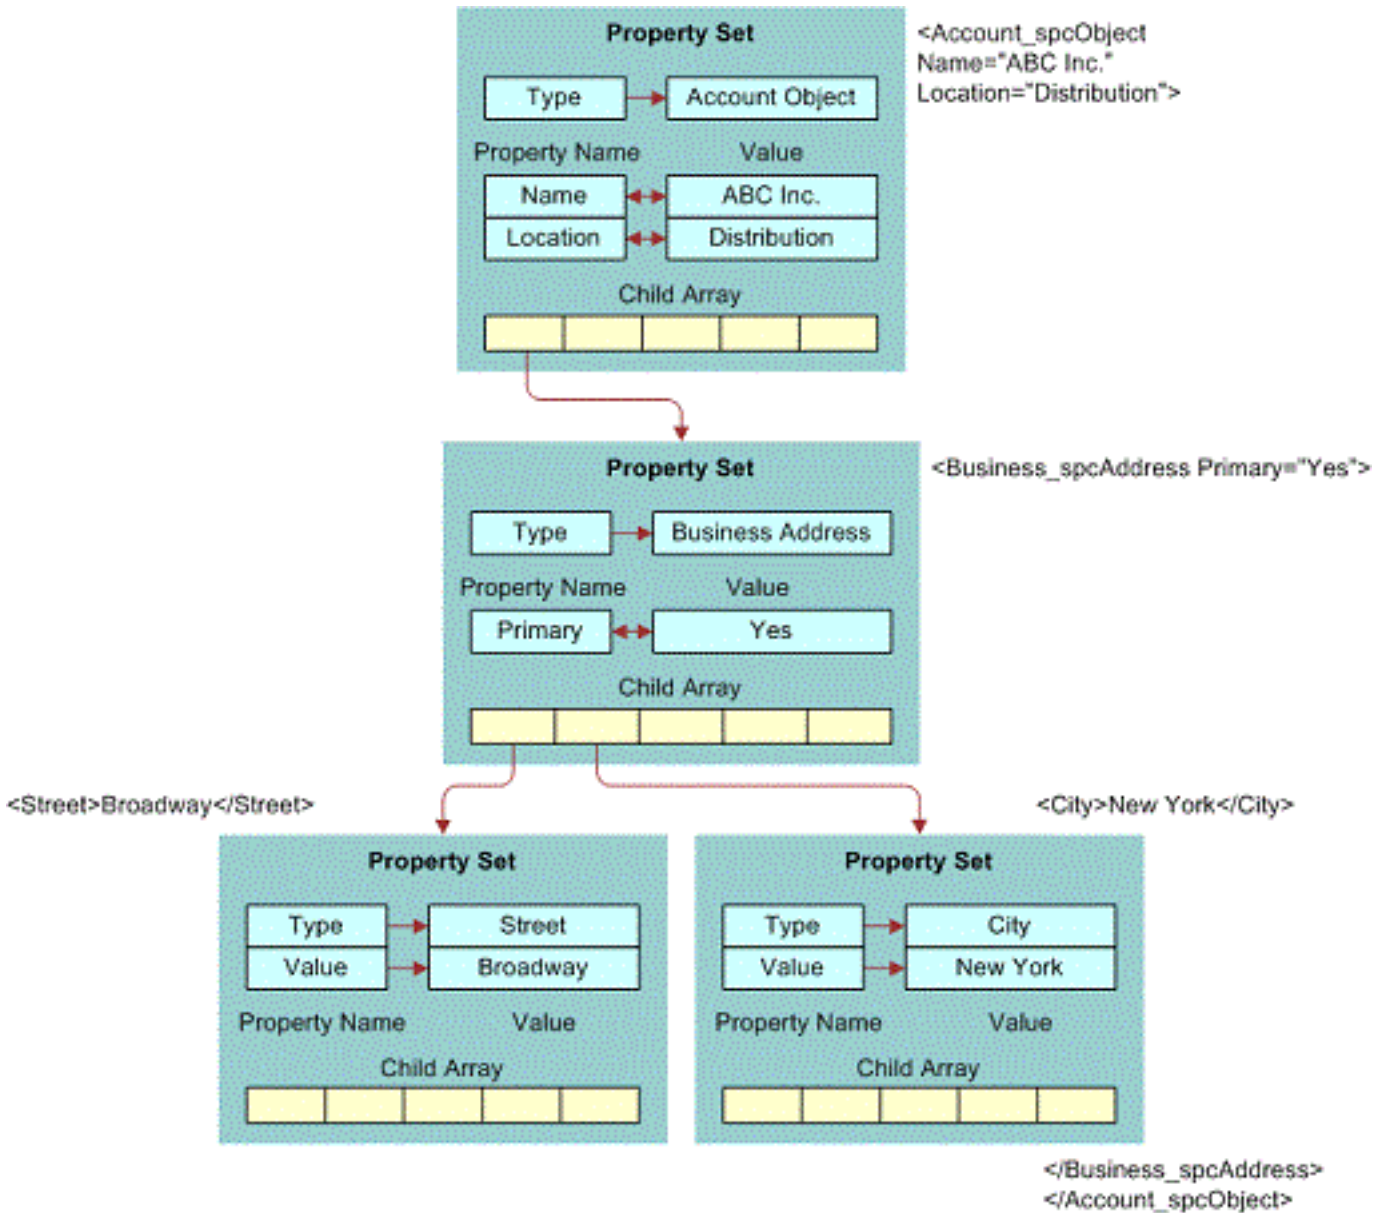 Property Set
<Account_spcObject
Name="ABC Inc."
Location="Distribution">
Type Account Object
Property Name Value
Name ABC Inc.
Location Distribution
Child Array
Property Set
<Business_spcAddress Primary="Yes">
Type Business Address
Property Name Value
Primary Yes
Child Array
<Street>Broadway</Street>
<City>New York</City>
Property Set
Type Street
Value Broadway
Property Name Value
Child Array
Property Set
Type City
Value New York
Property Name Value
Child Array
</Business_spcAddress>
</Account_spcObject>